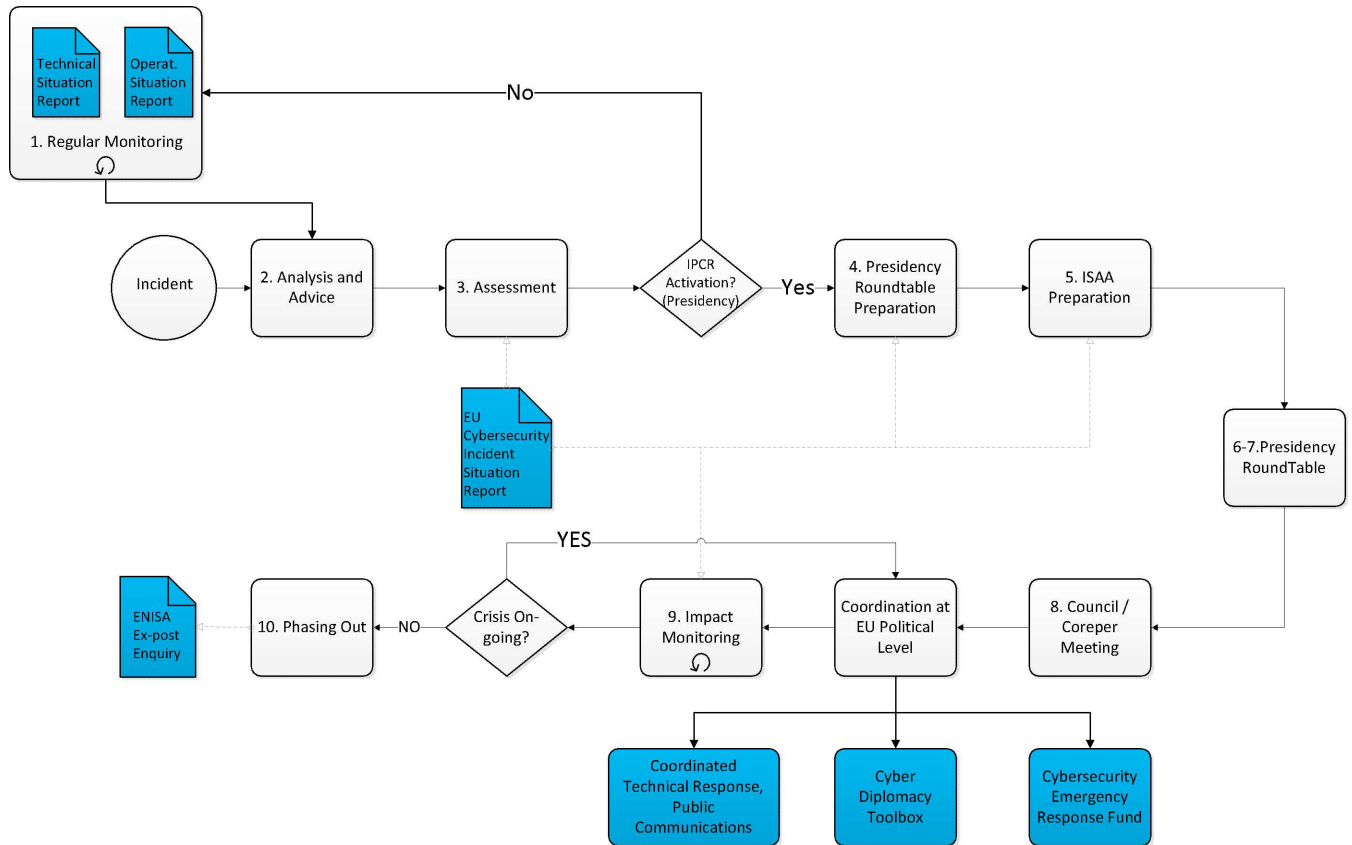 Technical
Situation
Report
Operat.
Situation
Report
1. Regular Monitoring
No
Incident
2. Analysis and
Advice
3. Assessment
IPCR
Activation?
(Presidency)
Yes
4. Presidency
Roundtable
Preparation
5. ISAA
Preparation
EU
Cybersecurity
Incident
Situation
Report
6-7.Presidency
RoundTable
YES
ENISA
Ex-post
Enquiry
10. Phasing Out
NO
Crisis On-
going?
9. Impact
Monitoring
Coordination at
EU Political
Level
8. Council /
Coreper
Meeting
Coordinated
Technical Response,
Public
Communications
Cyber
Diplomacy
Toolbox
Cybersecurity
Emergency
Response Fund